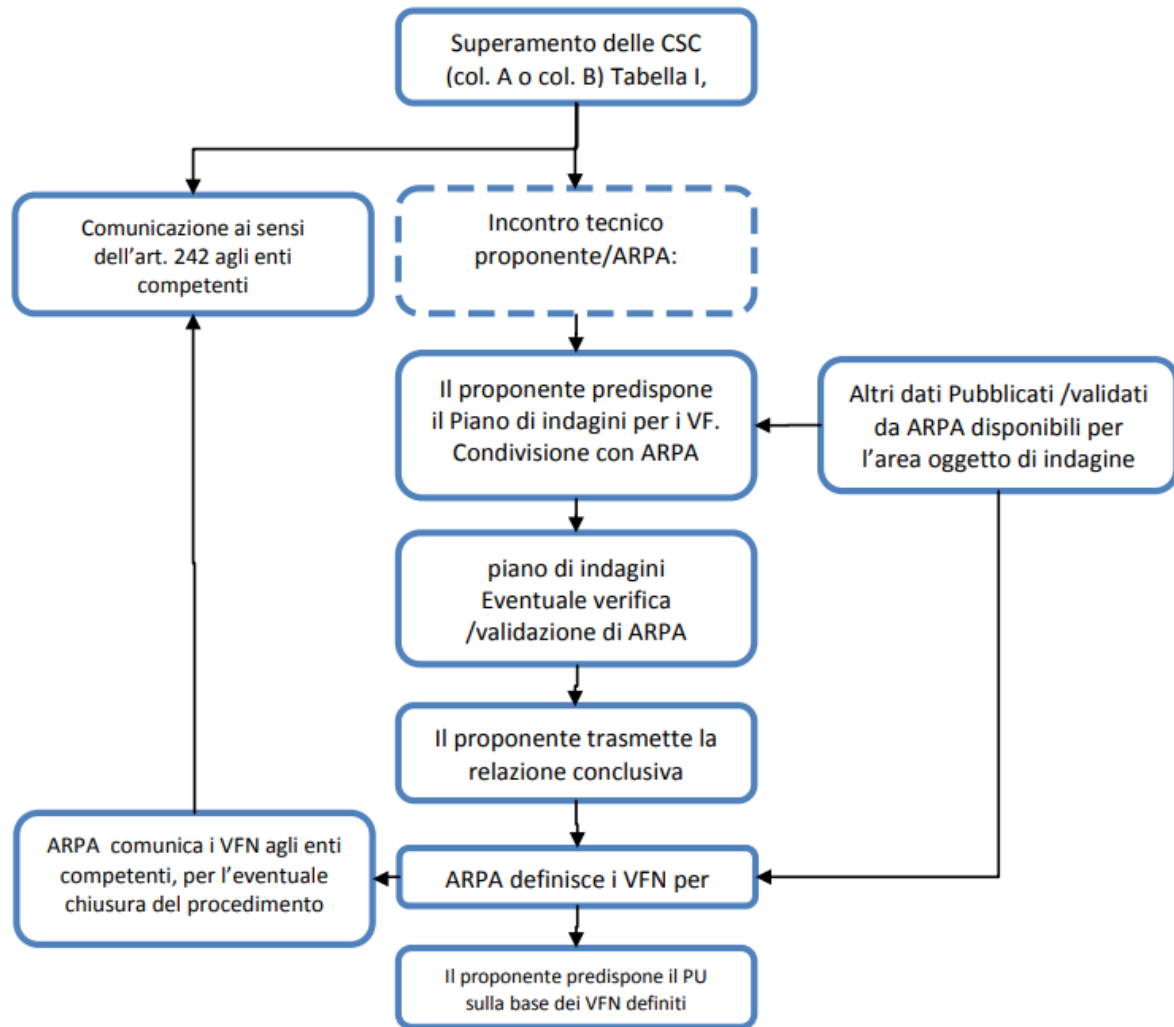 Superamento delle CSC
(col. A o col. B) Tabella I,
Comunicazione ai sensi
dell’art. 242 agli enti
competenti
Incontro tecnico
proponente/ARPA:
Il proponente predispone
il Piano di indagini per i VF.
Condivisione con ARPA
Altri dati Pubblicati /validati
da ARPA disponibili per
l’area oggetto di indagine
piano di indagini
Eventuale verifica
/validazione di ARPA
Il proponente trasmette la
relazione conclusiva
ARPA comunica i VFN agli enti
competenti, per l’eventuale
chiusura del procedimento
ARPA definisce i VFN per
Il proponente predispone il PU
sulla base dei VFN definiti